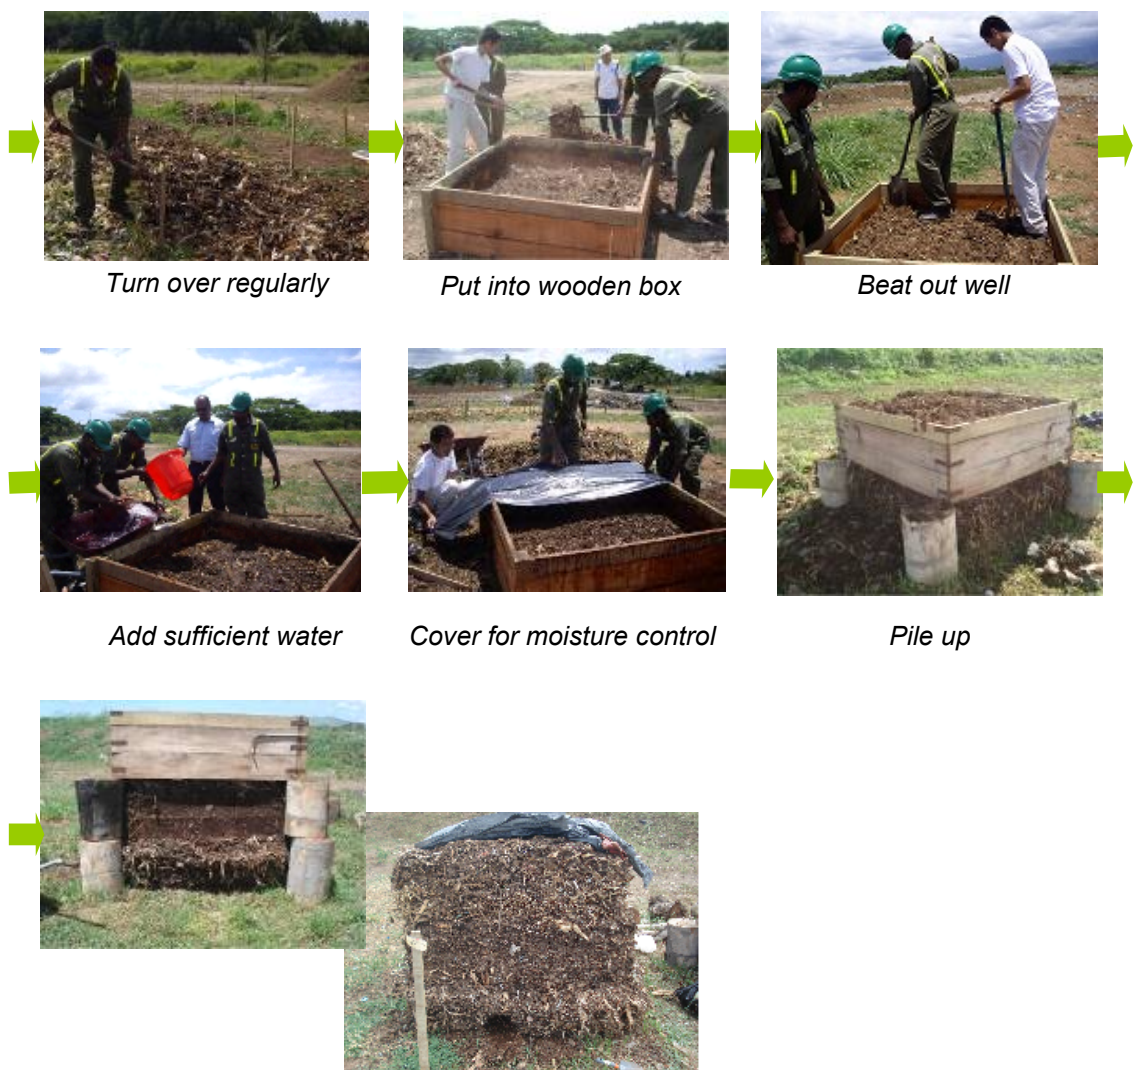 Turn over regularly
Put into wooden box
Beat out well
Add sufficient water
Cover for moisture control
Pile up